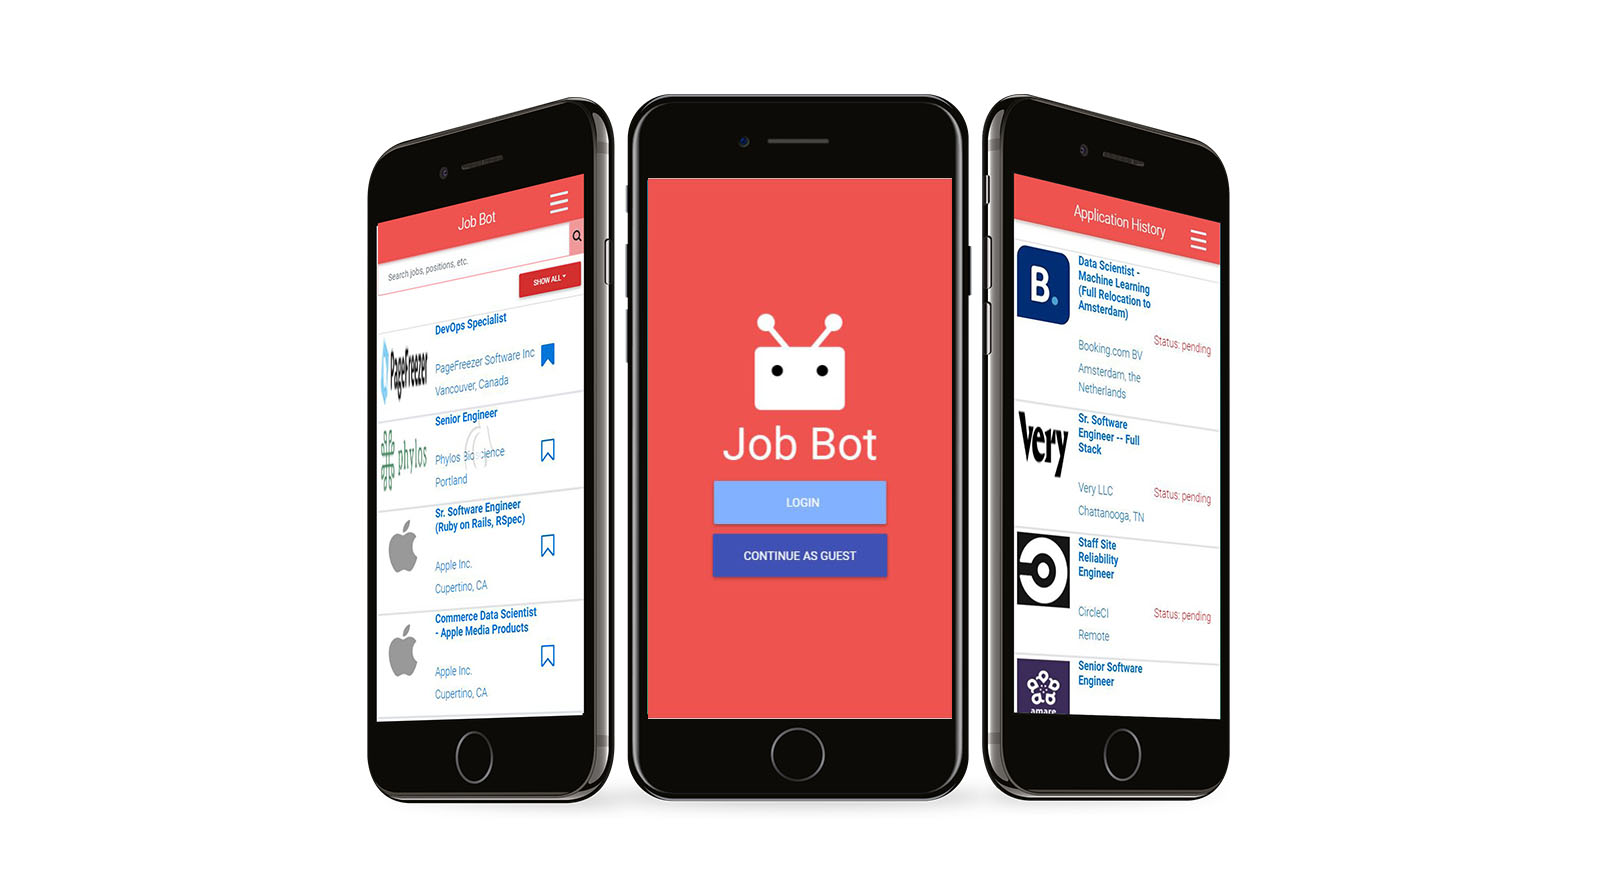 Job Bot
Search jobs, positions, etc.
SHOW ALL
DevOps Specialist
PageFreezer
PageFreezer Software Inc
Vancouver, Canada
Senior Engineer
phylos
Phylos Bioscience
Portland
Sr. Software Engineer
(Ruby on Rails, RSpec)
Apple Inc.
Cupertino, CA
Commerce Data Scientist
- Apple Media Products
Apple Inc.
Cupertino, CA
Job Bot
LOGIN
CONTINUE AS GUEST
Application History
B.
Data Scientist -
Machine Learning
(Full Relocation to
Amsterdam)
Status: pending
Booking.com BV
Amsterdam, the
Netherlands
very
Sr. Software
Engineer -- Full
Stack
Very LLC
Status: pending
Chattanooga, TN
Staff Site
Reliability
Engineer
CircleCI
Status: pending
Remote
Senior Software
Engineer
amare